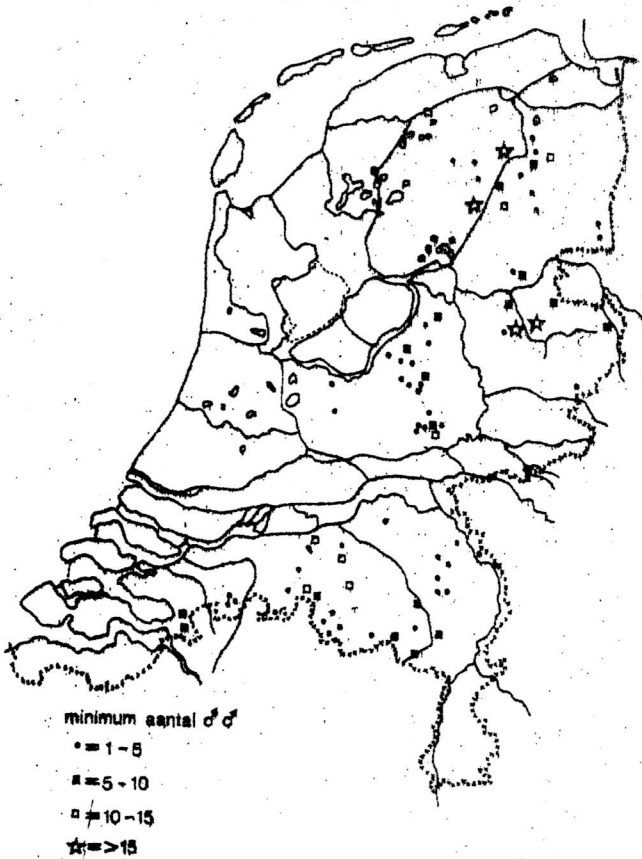 minimum aantal ♂♂
• = 1-5
■ = 5-10
□ = 10-15
☆ = >15